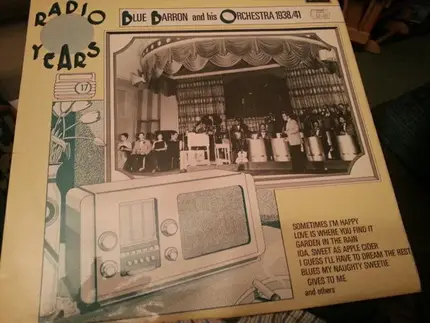 RADIO
YEARS
BLUE BARRON and his ORCHESTRA 1938/41
17
SOMETIMES I'M HAPPY
LOVE IS WHERE YOU FIND IT
GARDEN IN THE RAIN
IDA, SWEET AS APPLE CIDER
I GUESS I'LL HAVE TO DREAM THE REST
BLUES MY NAUGHTY SWEETIE
GIVES TO ME.
and others